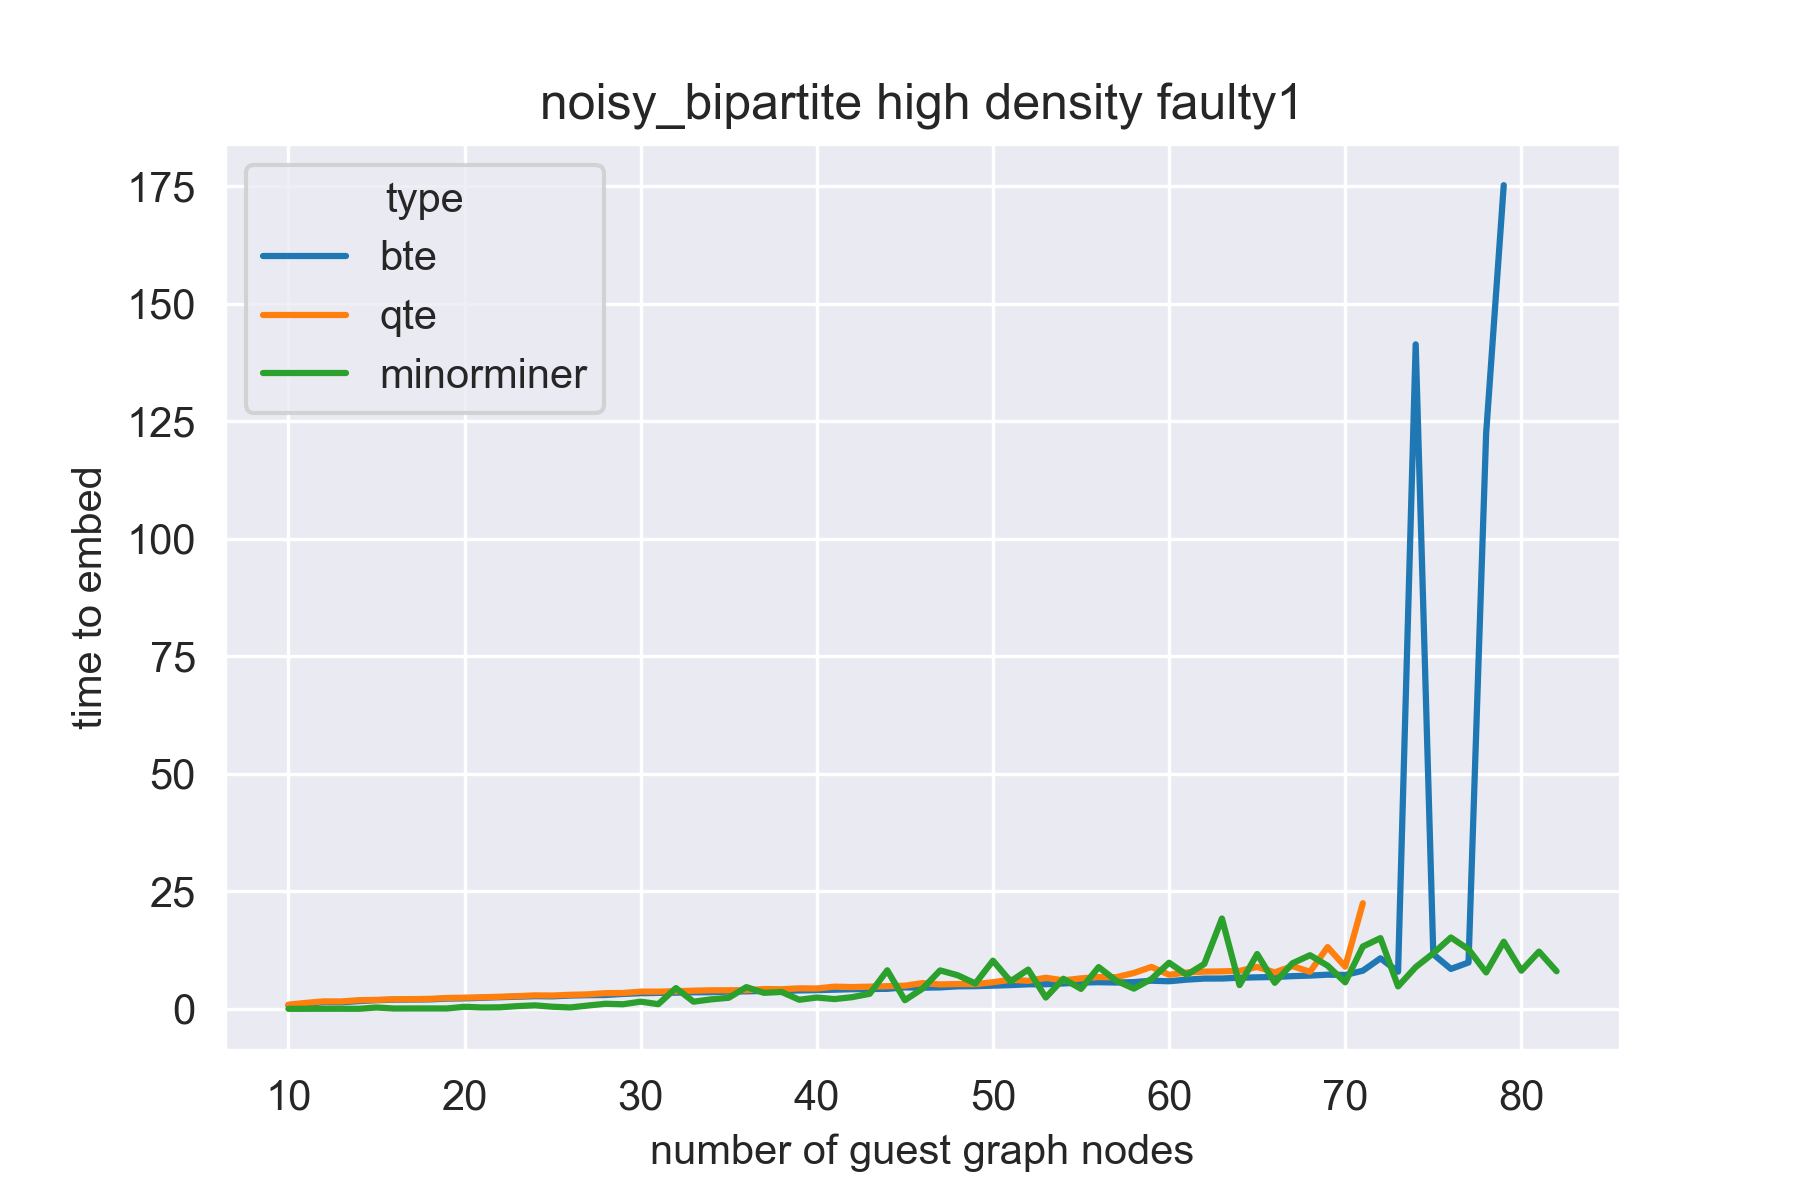 noisy_bipartite high density faulty1
type
bte
qte
minorminer
time to embed
175
150
125
100
75
50
25
0
10 20 30 40 50 60 70 80
number of guest graph nodes